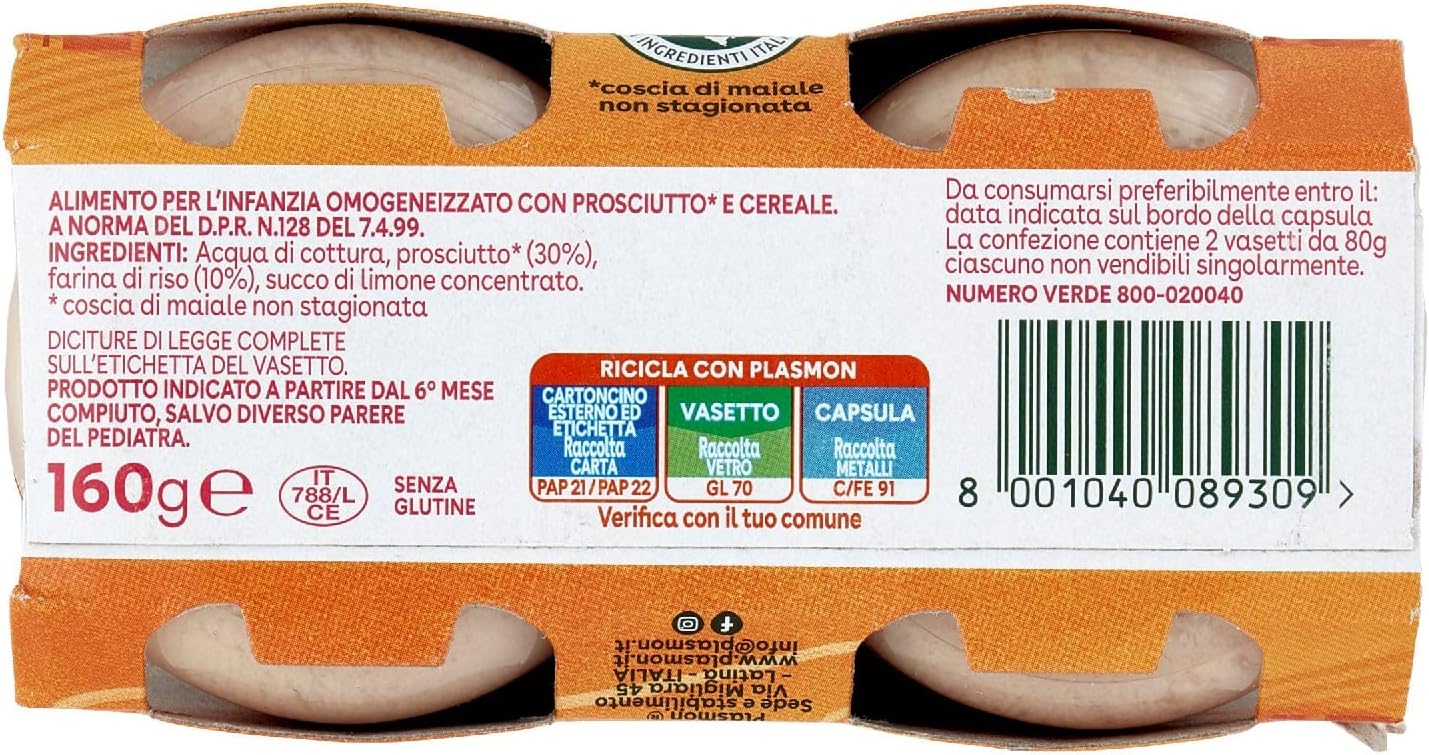 INGREDIENTI ITAL
*coscia di maiale
non stagionata
ALIMENTO PER L'INFANZIA OMOGENEIZZATO CON PROSCIUTTO* E CEREALE.
A NORMA DEL D.P.R. N.128 DEL 7.4.99.
INGREDIENTI: Acqua di cottura, prosciutto* (30%),
farina di riso (10%), succo di limone concentrato.
* coscia di maiale non stagionata
DICITURE DI LEGGE COMPLETE
SULL'ETICHETTA DEL VASETTO.
PRODOTTO INDICATO A PARTIRE DAL 6° MESE
COMPIUTO, SALVO DIVERSO PARERE
DEL PEDIATRA.
160g e
IT
788/L
CE
SENZA
GLUTINE
RICICLA CON PLASMON
CARTONCINO
ESTERNO ED
ETICHETTA
Raccolta
CARTA
PAP 21 / PAP 22
VASETTO
Raccolta
VETRO
GL 70
CAPSULA
Raccolta
METALLI
C/FE 91
Verifica con il tuo comune
Da consumarsi preferibilmente entro il:
data indicata sul bordo della capsula
La confezione contiene 2 vasetti da 80g
ciascuno non vendibili singolarmente.
NUMERO VERDE 800-020040
8 001040 089309 >
Plasmon ®
Sede e stabilimento
Via Migliara 45
- Latina - ITALIA
www.plasmon.it
info@plasmon.it